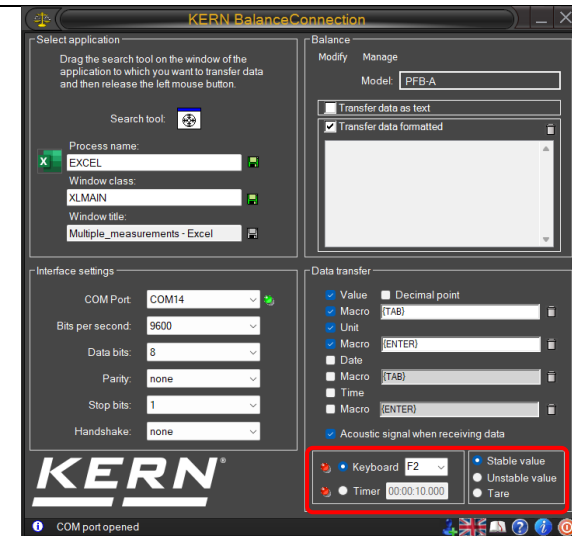 KERN BalanceConnection
Select application
Drag the search tool on the window of the
application to which you want to transfer data
and then release the left mouse button.
Search tool:
Process name:
X
EXCEL
Window class:
XLMAIN
Window title:
Multiple_measurements - Excel
Balance
Modify Manage
Model: PFB-A
Transfer data as text
Transfer data formatted
Interface settings
COM Port: COM14
Bits per second: 9600
Data bits: 8
Parity: none
Stop bits: 1
Handshake: none
Data transfer
Value Decimal point
Macro {TAB}
Unit
Macro {ENTER}
Date
Macro {TAB}
Time
Macro {ENTER}
Acoustic signal when receiving data
Keyboard F2
Timer 00:00:10.000
Stable value
Unstable value
Tare
KERN®
COM port opened